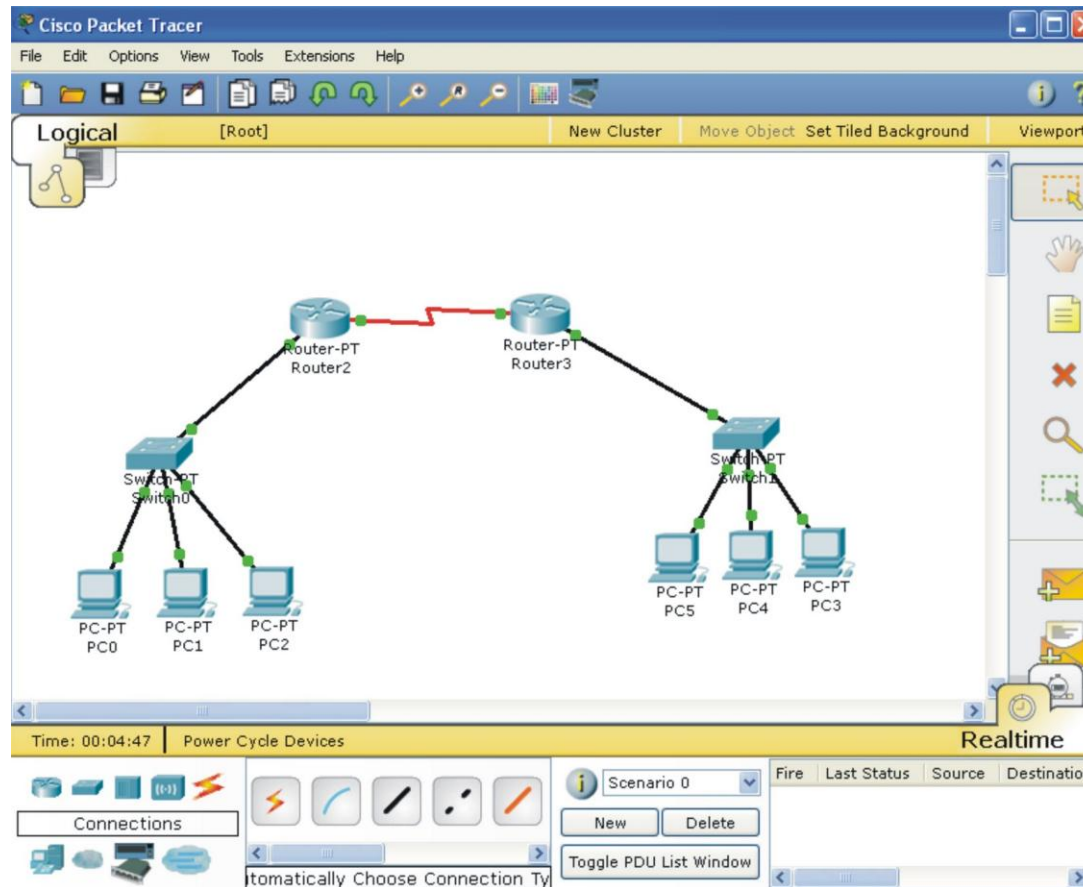 Cisco Packet Tracer
File Edit Options View Tools Extensions Help
Logical [Root] New Cluster Move Object Set Tiled Background Viewport
Router-PT
Router2
Router-PT
Router3
Switch-PT
Switch0
Switch-PT
Switch1
PC-PT
PC0
PC-PT
PC1
PC-PT
PC2
PC-PT
PC5
PC-PT
PC4
PC-PT
PC3
Time: 00:04:47 Power Cycle Devices Realtime
Connections
utomatically Choose Connection Ty
Scenario 0
New Delete
Toggle PDU List Window
Fire Last Status Source Destinatio